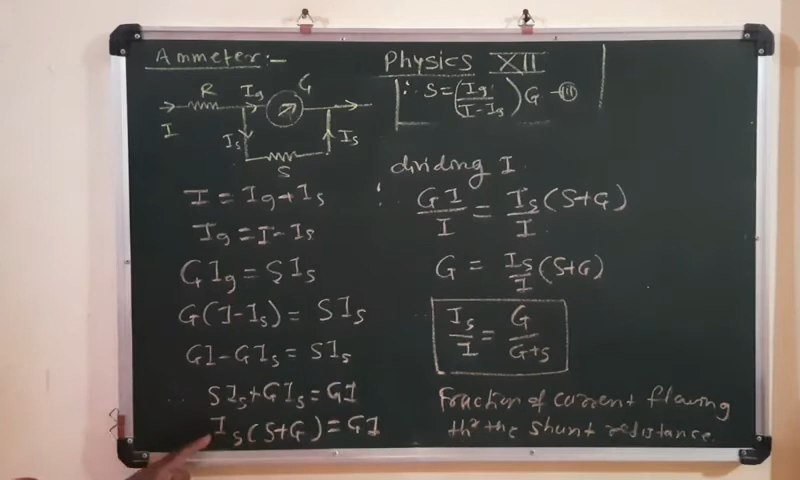 Ammeter:-
R
Ig
G
I
Is
Is
S
I = Ig + Is
Ig = I - Is
GIg = SIs
G(I-Is) = SIs
GI-GIs = SIs
SIs+GIs = GI
Is(S+G) = GI
Physics XII
∴ S = (Ig/I-Is)G -(III)
dividing I
∴ GI/I = Is/I (S+G)
G = Is/I (S+G)
Is/I = G/G+S
Fraction of current flowing
thr the shunt resistance.